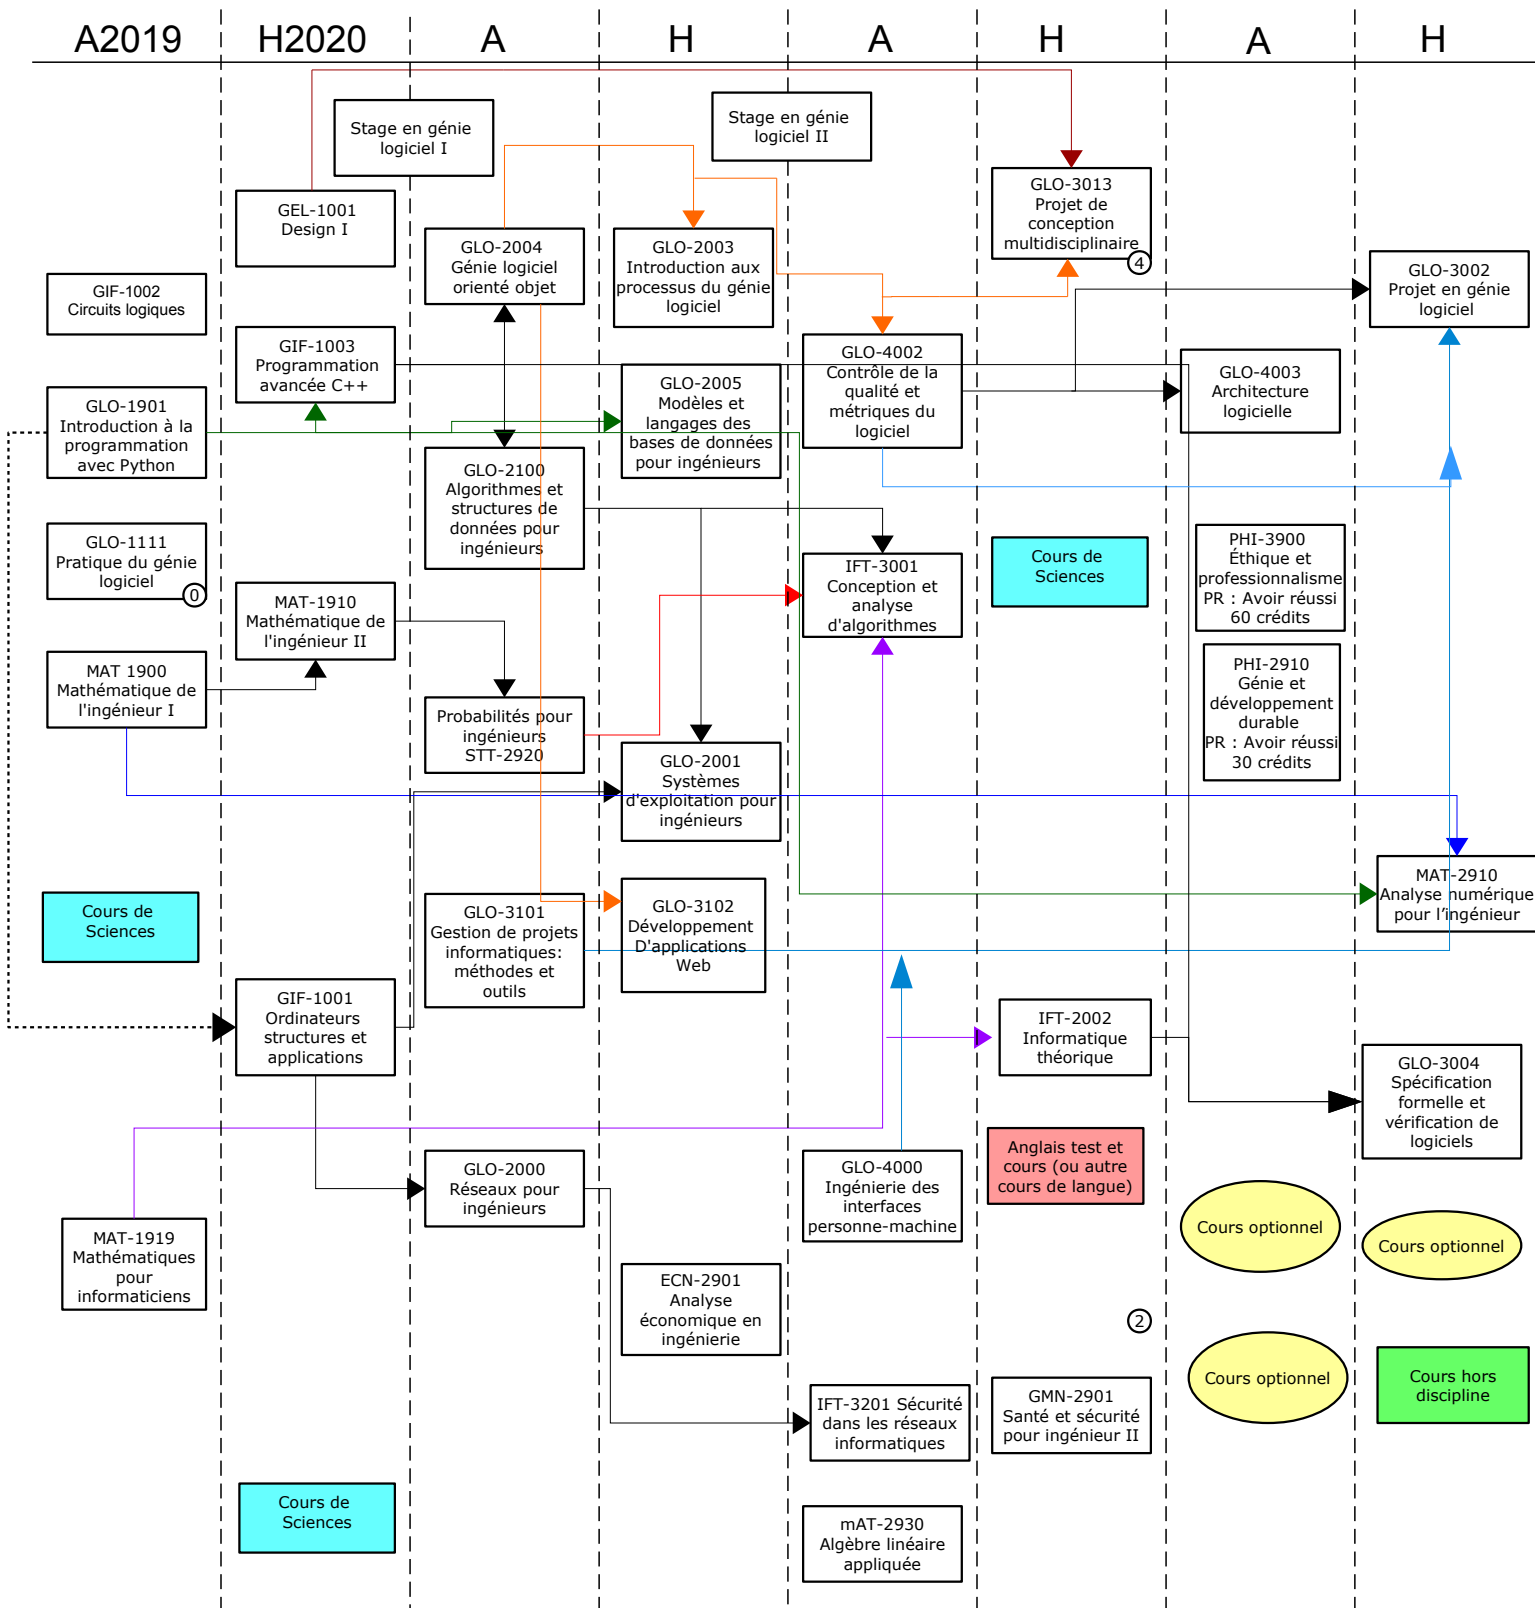 A2019
H2020
A
H
A
H
A
H
GIF-1002
Circuits logiques
GLO-1901
Introduction à la
programmation
avec Python
GLO-1111
Pratique du génie
logiciel
0
MAT 1900
Mathématique de
l'ingénieur I
Cours de
Sciences
MAT-1919
Mathématiques
pour
informaticiens
GEL-1001
Design I
GIF-1003
Programmation
avancée C++
MAT-1910
Mathématique de
l'ingénieur II
GIF-1001
Ordinateurs
structures et
applications
Cours de
Sciences
Stage en génie
logiciel I
GLO-2004
Génie logiciel
orienté objet
GLO-2100
Algorithmes et
structures de
données pour
ingénieurs
Probabilités pour
ingénieurs
STT-2920
GLO-3101
Gestion de projets
informatiques:
méthodes et
outils
GLO-2000
Réseaux pour
ingénieurs
GLO-2003
Introduction aux
processus du génie
logiciel
GLO-2005
Modèles et
langages des
bases de données
pour ingénieurs
GLO-2001
Systèmes
d'exploitation pour
ingénieurs
GLO-3102
Développement
D'applications
Web
ECN-2901
Analyse
économique en
ingénierie
Stage en génie
logiciel II
GLO-4002
Contrôle de la
qualité et
métriques du
logiciel
IFT-3001
Conception et
analyse
d'algorithmes
GLO-4000
Ingénierie des
interfaces
personne-machine
IFT-3201 Sécurité
dans les réseaux
informatiques
mAT-2930
Algèbre linéaire
appliquée
GLO-3013
Projet de
conception
multidisciplinaire
4
Cours de
Sciences
IFT-2002
Informatique
théorique
Anglais test et
cours (ou autre
cours de langue)
2
GMN-2901
Santé et sécurité
pour ingénieur II
GLO-4003
Architecture
logicielle
PHI-3900
Éthique et
professionnalisme
PR : Avoir réussi
60 crédits
PHI-2910
Génie et
développement
durable
PR : Avoir réussi
30 crédits
Cours optionnel
Cours optionnel
GLO-3002
Projet en génie
logiciel
MAT-2910
Analyse numérique
pour l'ingénieur
GLO-3004
Spécification
formelle et
vérification de
logiciels
Cours optionnel
Cours hors
discipline